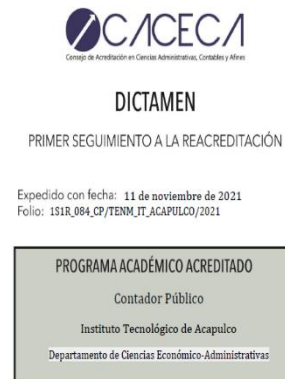 CACECA
Consejo de Acreditación en Ciencias Administrativas, Contables y Afines
DICTAMEN
PRIMER SEGUIMIENTO A LA REACREDITACIÓN
Expedido con fecha: 11 de noviembre de 2021
Folio: 1S1R_084_CP/TENM_IT_ACAPULCO/2021
PROGRAMA ACADÉMICO ACREDITADO
Contador Público
Instituto Tecnológico de Acapulco
Departamento de Ciencias Económico-Administrativas